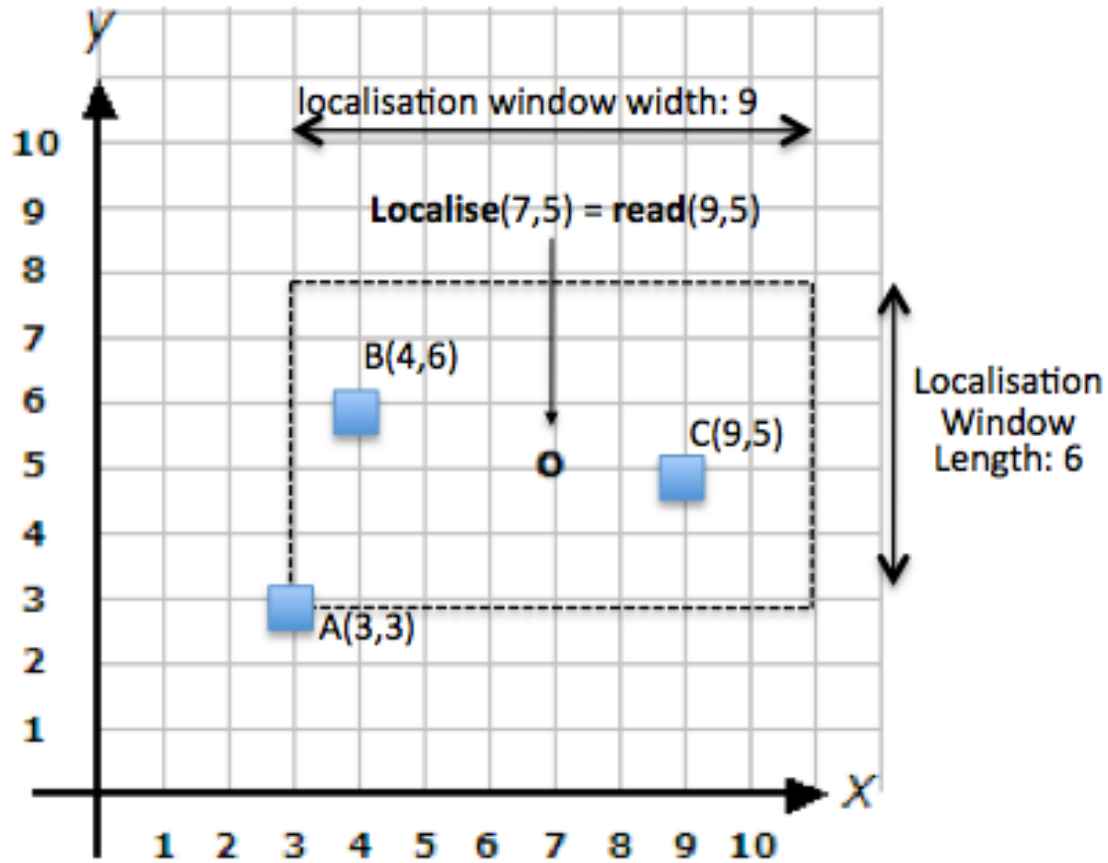 y
localisation window width: 9
10
Localise(7,5) = read(9,5)
9
8
7
B(4,6)
Localisation
Window
Length: 6
6
C(9,5)
5
O
4
3
A(3,3)
2
1
X
1 2 3 4 5 6 7 8 9 10